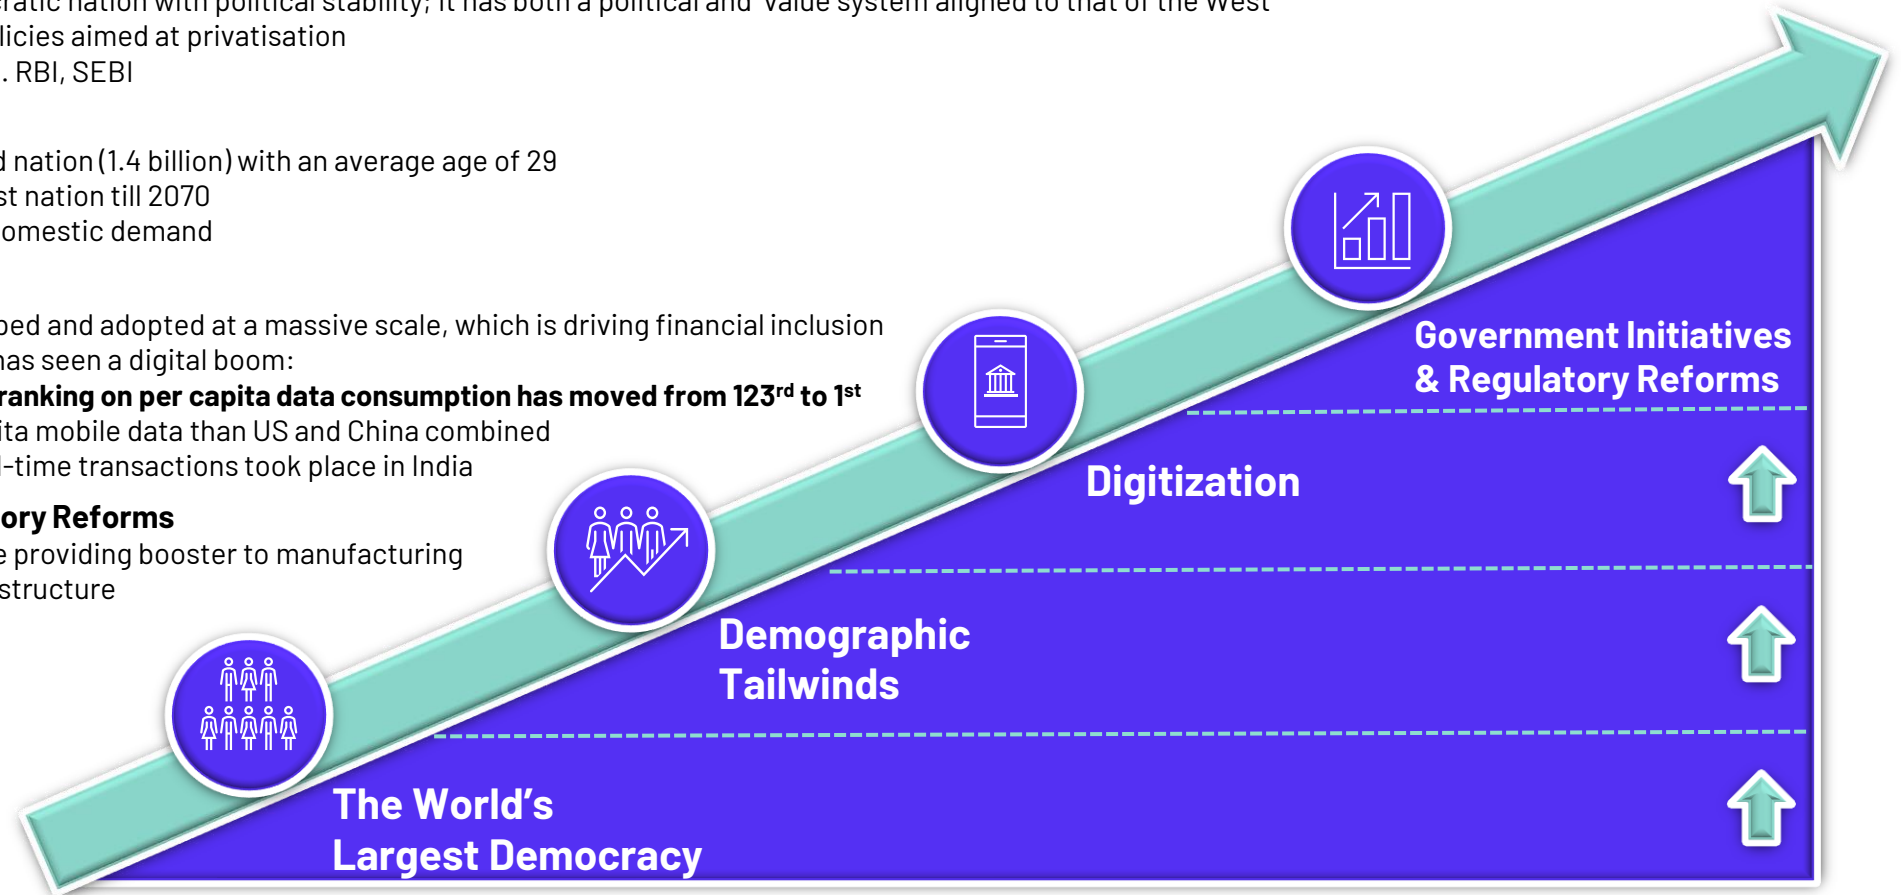 cratic nation with political stability; it has both a political and value system aligned to that of the West
licies aimed at privatisation
. RBI, SEBI
d nation (1.4 billion) with an average age of 29
st nation till 2070
omestic demand
ped and adopted at a massive scale, which is driving financial inclusion
has seen a digital boom:
ranking on per capita data consumption has moved from 123rd to 1st
ita mobile data than US and China combined
l-time transactions took place in India
ory Reforms
e providing booster to manufacturing
structure
Government Initiatives
& Regulatory Reforms
Digitization
Demographic
Tailwinds
The World's
Largest Democracy